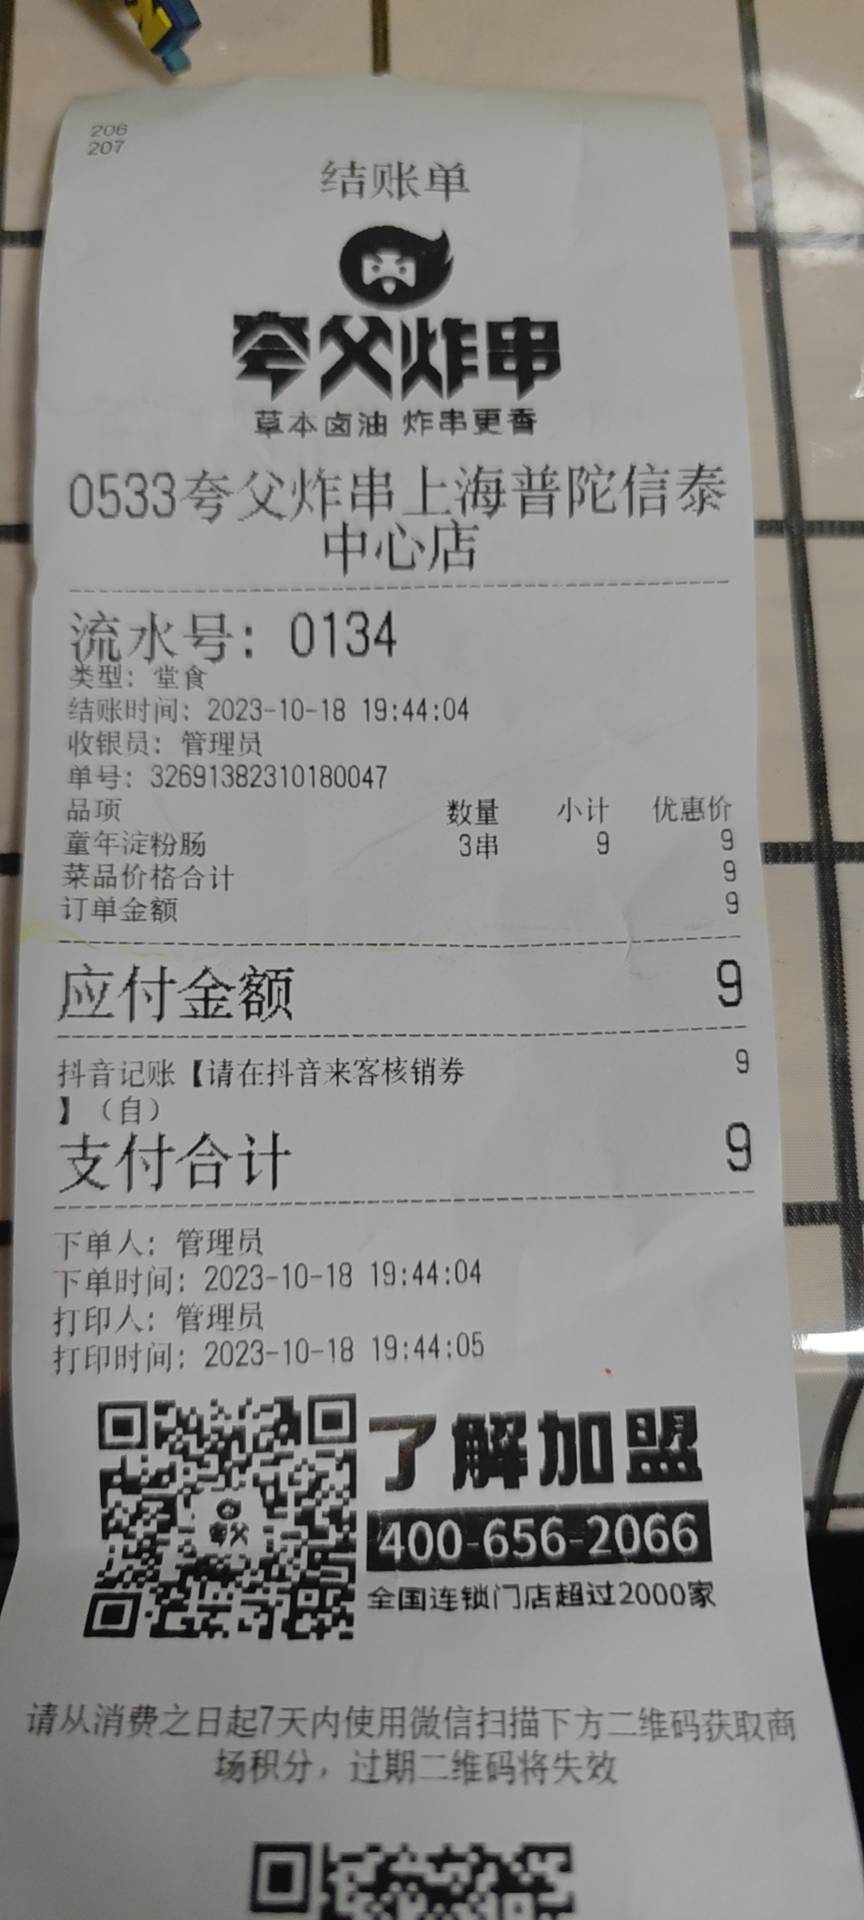 206
207
结账单
夸父炸串
草本卤油 炸串更香
0533夸父炸串上海普陀信泰
中心店
流水号: 0134
类型: 堂食
结账时间: 2023-10-18 19:44:04
收银员: 管理员
单号: 32691382310180047
品项 数量 小计 优惠价
童年淀粉肠 3串 9 9
菜品价格合计 9
订单金额 9
应付金额 9
抖音记账【请在抖音来客核销券 9
】（自）
支付合计 9
下单人: 管理员
下单时间: 2023-10-18 19:44:04
打印人: 管理员
打印时间: 2023-10-18 19:44:05
夸父
了解加盟
400-656-2066
全国连锁门店超过2000家
请从消费之日起7天内使用微信扫描下方二维码获取商
场积分，过期二维码将失效